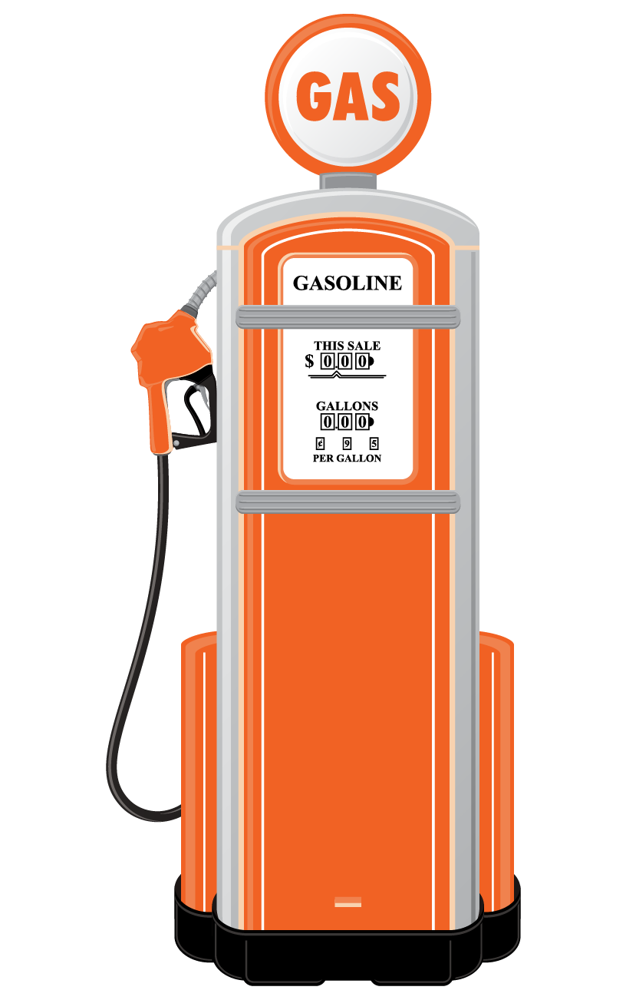 GAS
GASOLINE
THIS SALE
$ 0.00
GALLONS
0.00
¢ 9 5
PER GALLON